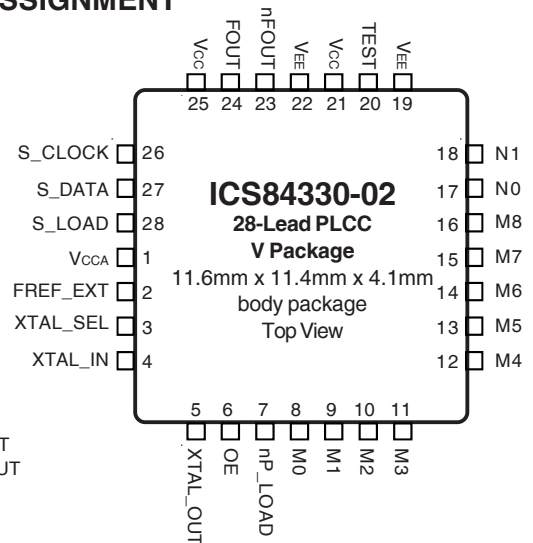 SSIGNMENT
VCC
FOUT
nFOUT
VEE
VCC
TEST
VEE
25 24 23 22 21 20 19
S_CLOCK 26
S_DATA 27
S_LOAD 28
VCCA 1
FREF_EXT 2
XTAL_SEL 3
XTAL_IN 4
ICS84330-02
28-Lead PLCC
V Package
11.6mm x 11.4mm x 4.1mm
body package
Top View
18 N1
17 N0
16 M8
15 M7
14 M6
13 M5
12 M4
5 6 7 8 9 10 11
XTAL_OUT
OE
nP_LOAD
M0
M1
M2
M3
T
UT